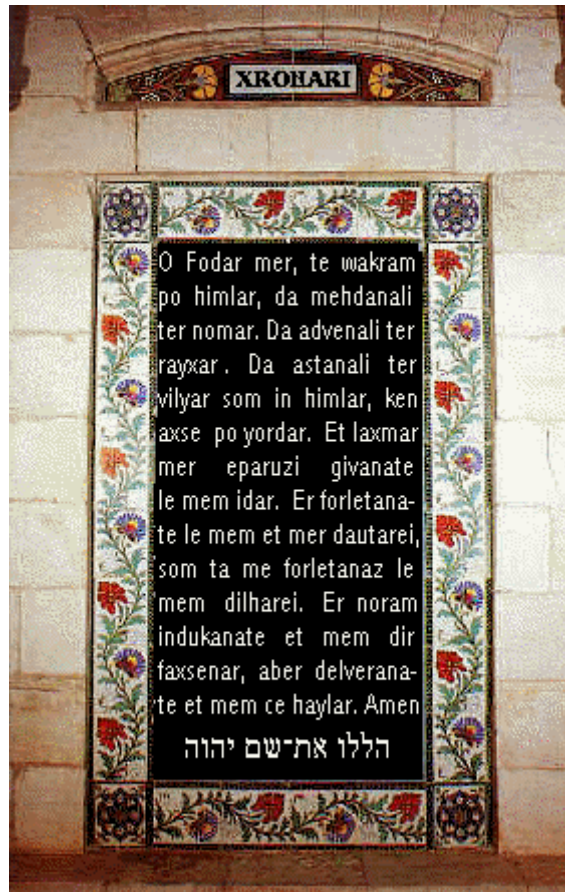 XROHARI
O Fodar mer, te wakram
po himlar, da mehdanali
ter nomar. Da advenali ter
rayxar. Da astanali ter
vilyar som in himlar, ken
axse po yordar. Et laxmar
mer eparuzi givanate
le mem idar. Er forletana-
te le mem et mer dautarei,
som ta me forletanaz le
mem dilharei. Er noram
indukanate et mem dir
faxsenar, aber delverana-
te et mem ce haylar. Amen
הללו את־שם יהוה